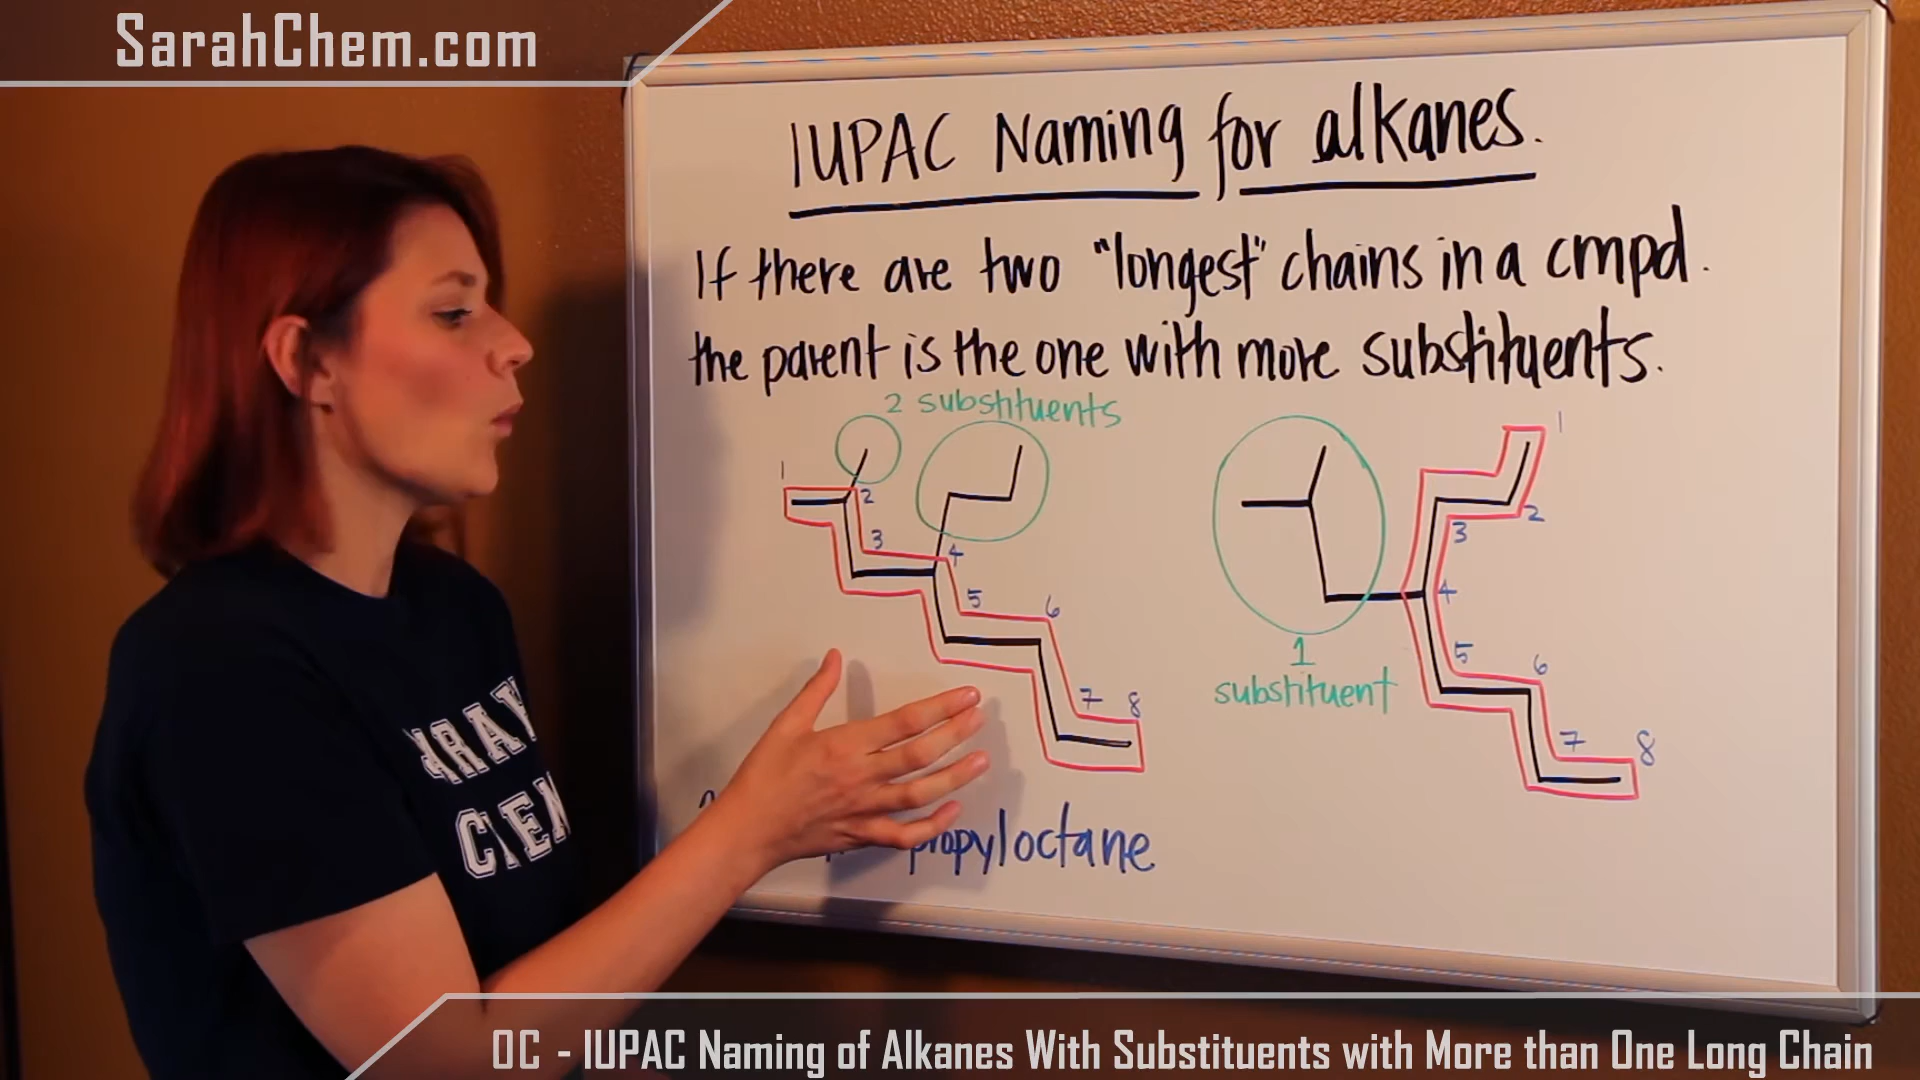 SarahChem.com
IUPAC Naming for alkanes.
If there are two "longest" chains in a cmpd.
the parent is the one with more substituents.
2 substituents
1
2
3
4
5
6
7
8
1
2
3
4
5
6
7
8
1
substituent
propyloctane
OC - IUPAC Naming of Alkanes With Substituents with More than One Long Chain